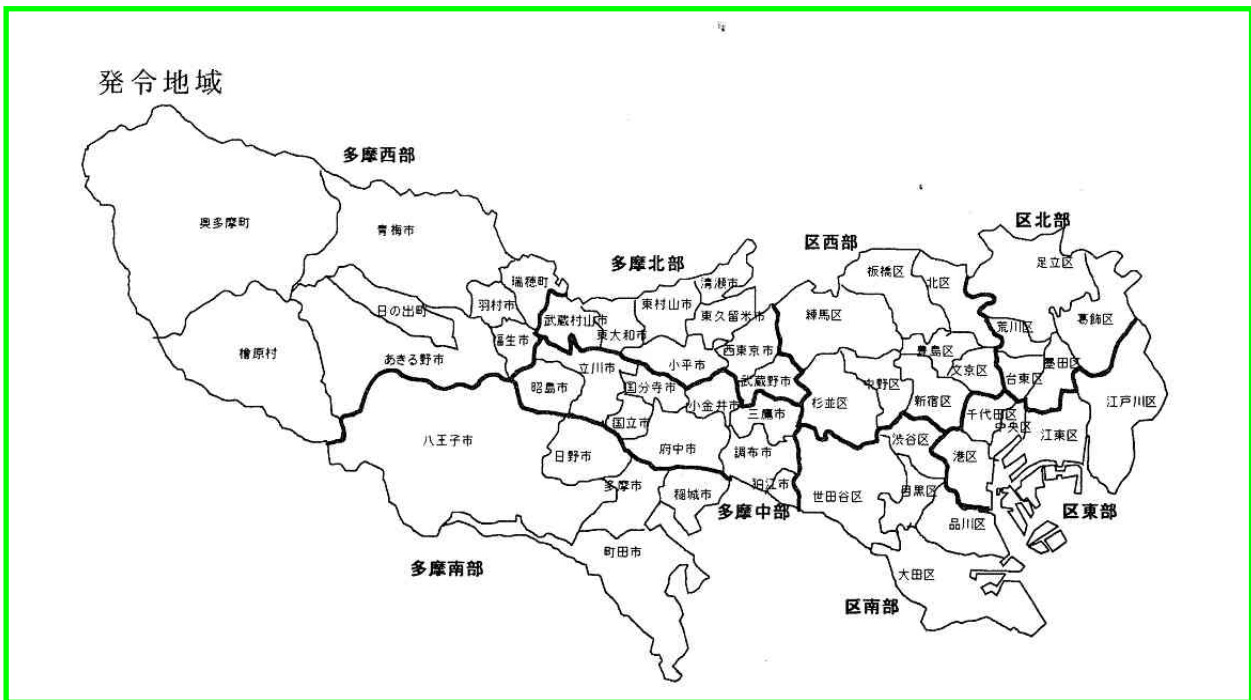 発令地域
多摩西部
奥多摩町
青梅市
区北部
区西部
足立区
多摩北部
板橋区
瑞穂町
清瀬市
北区
羽村市
東村山市
日の出町
武蔵村山市
東久留米市
練馬区
葛飾区
荒川区
東大和市
福生市
檜原村
あきる野市
西東京市
豊島区
小平市
文京区
墨田区
立川市
台東区
昭島市
国分寺市
武蔵野市
中野区
新宿区
杉並区
小金井市
江戸川区
三鷹市
千代田区
国立市
中央区
八王子市
江東区
渋谷区
府中市
調布市
港区
日野市
狛江市
多摩市
稲城市
世田谷区
目黒区
多摩中部
区東部
品川区
町田市
多摩南部
大田区
区南部